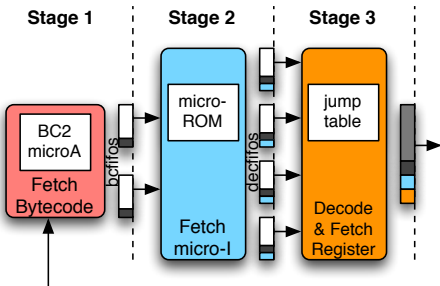 Stage 1
Stage 2
Stage 3
BC2
microA
Fetch
Bytecode
bcfifos
micro-
ROM
Fetch
micro-I
decfifos
jump
table
Decode
& Fetch
Register